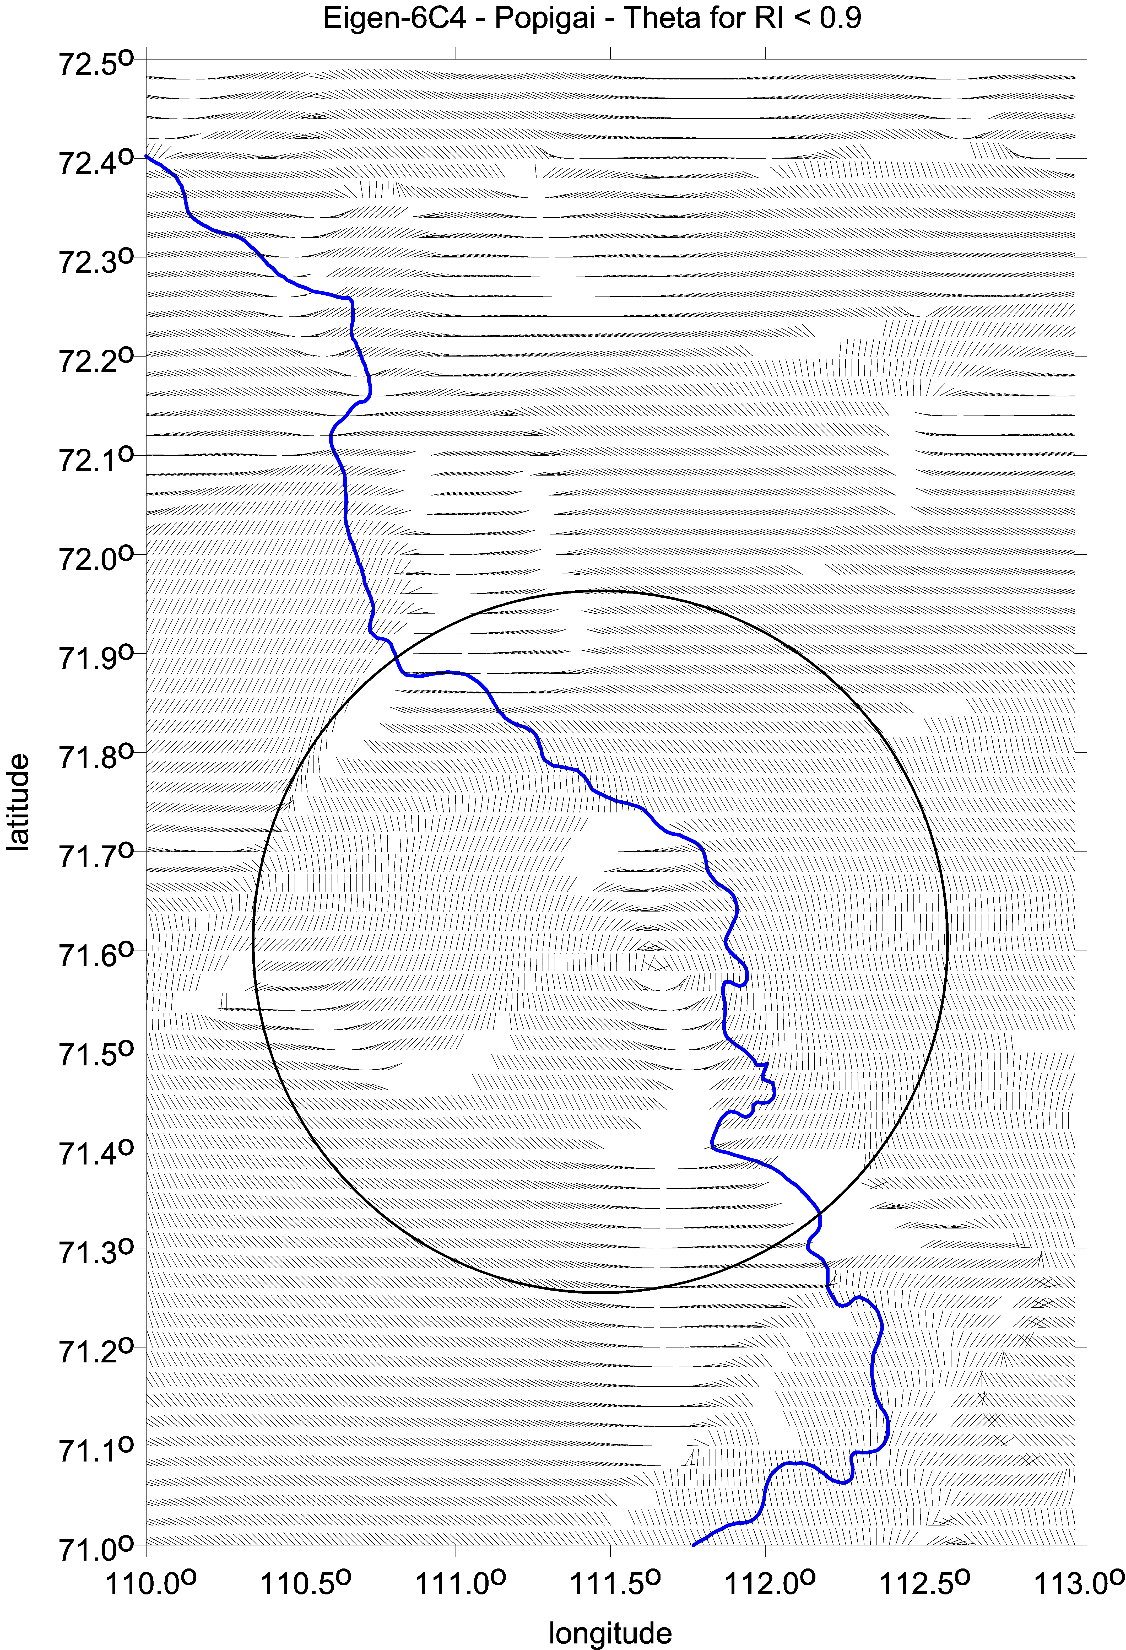 Eigen-6C4 - Popigai - Theta for RI < 0.9
72.5º
72.4º
72.3º
72.2º
72.1º
72.0º
71.9º
71.8º
71.7º
71.6º
71.5º
71.4º
71.3º
71.2º
71.1º
71.0º
latitude
110.0º 110.5º 111.0º 111.5º 112.0º 112.5º 113.0º
longitude